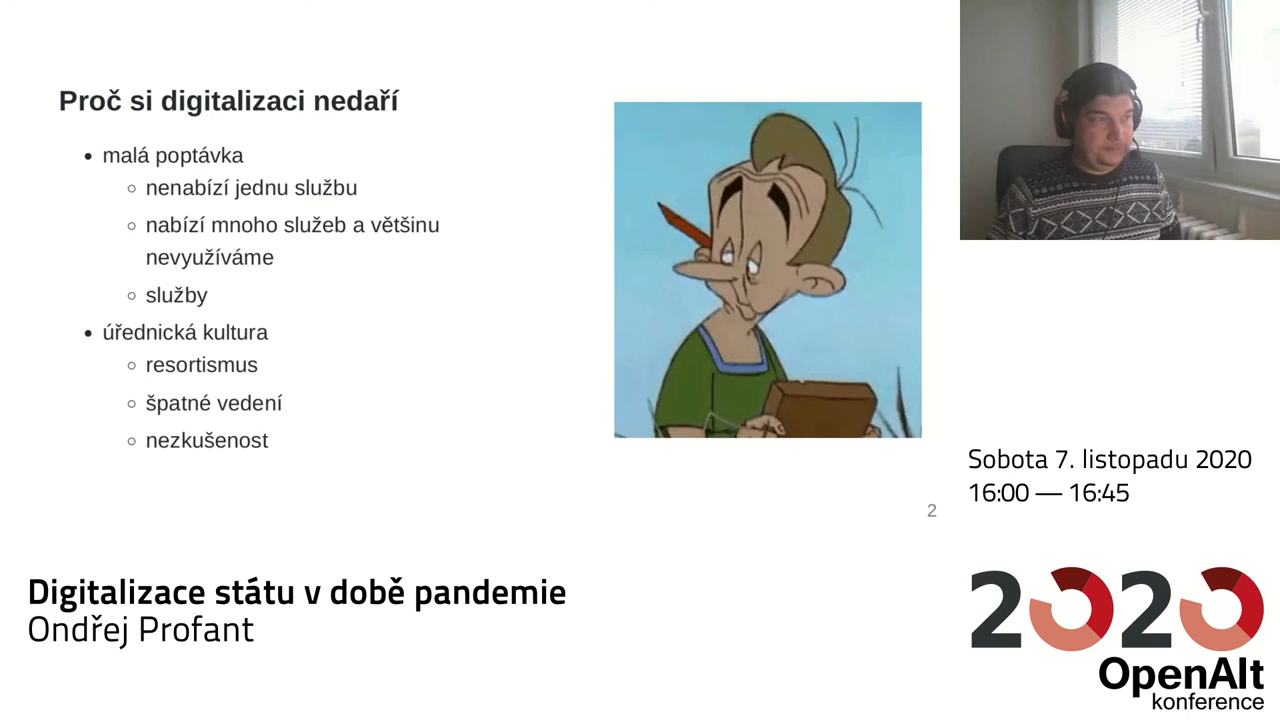 Proč si digitalizaci nedaří
malá poptávka
nenabízí jednu službu
nabízí mnoho služeb a většinu
nevyužíváme
služby
úřednická kultura
resortismus
špatné vedení
nezkušenost
2
Sobota 7. listopadu 2020
16:00 — 16:45
Digitalizace státu v době pandemie
Ondřej Profant
2020
OpenAlt
konference